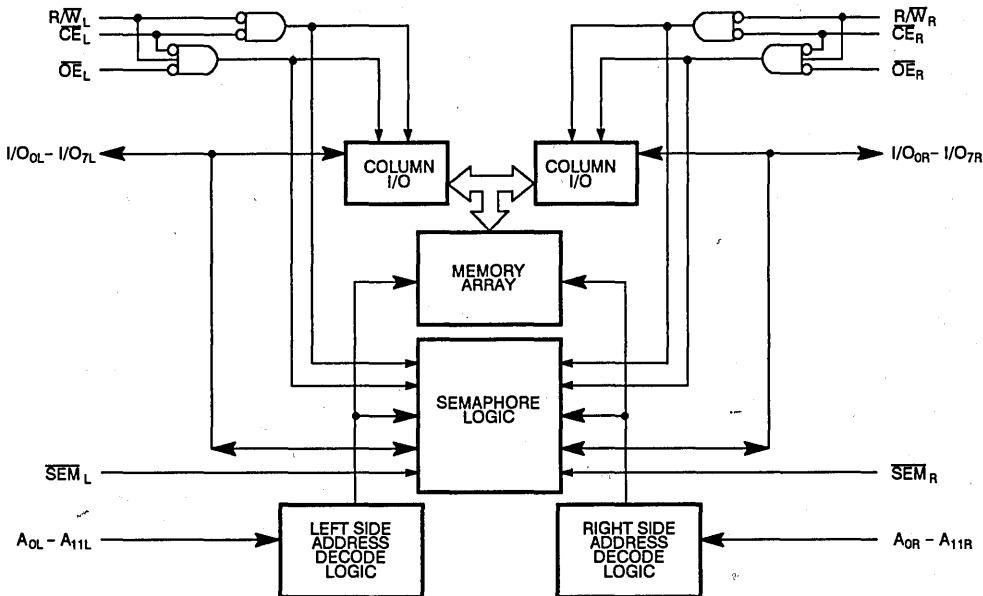 R/W̅L
C̅E̅L
O̅E̅L
R/W̅R
C̅E̅R
O̅E̅R
I/O0L – I/O7L
COLUMN
I/O
COLUMN
I/O
I/O0R – I/O7R
MEMORY
ARRAY
SEMAPHORE
LOGIC
S̅E̅M̅L
S̅E̅M̅R
A0L – A11L
LEFT SIDE
ADDRESS
DECODE
LOGIC
RIGHT SIDE
ADDRESS
DECODE
LOGIC
A0R – A11R